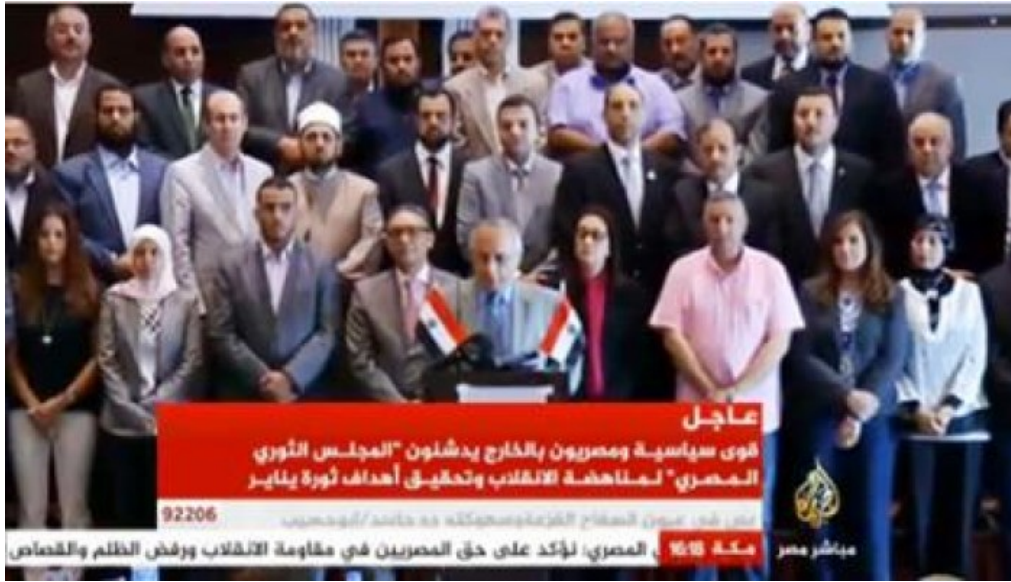 عاجل
قوى سياسية ومصريون بالخارج يدشنون "المجلس الثوري
المصري" لمناهضة الانقلاب وتحقيق أهداف ثورة يناير
92206
مباشر مصر
مكة 16:18 المصري: نؤكد على حق المصريين في مقاومة الانقلاب ورفض الظلم والقصاص